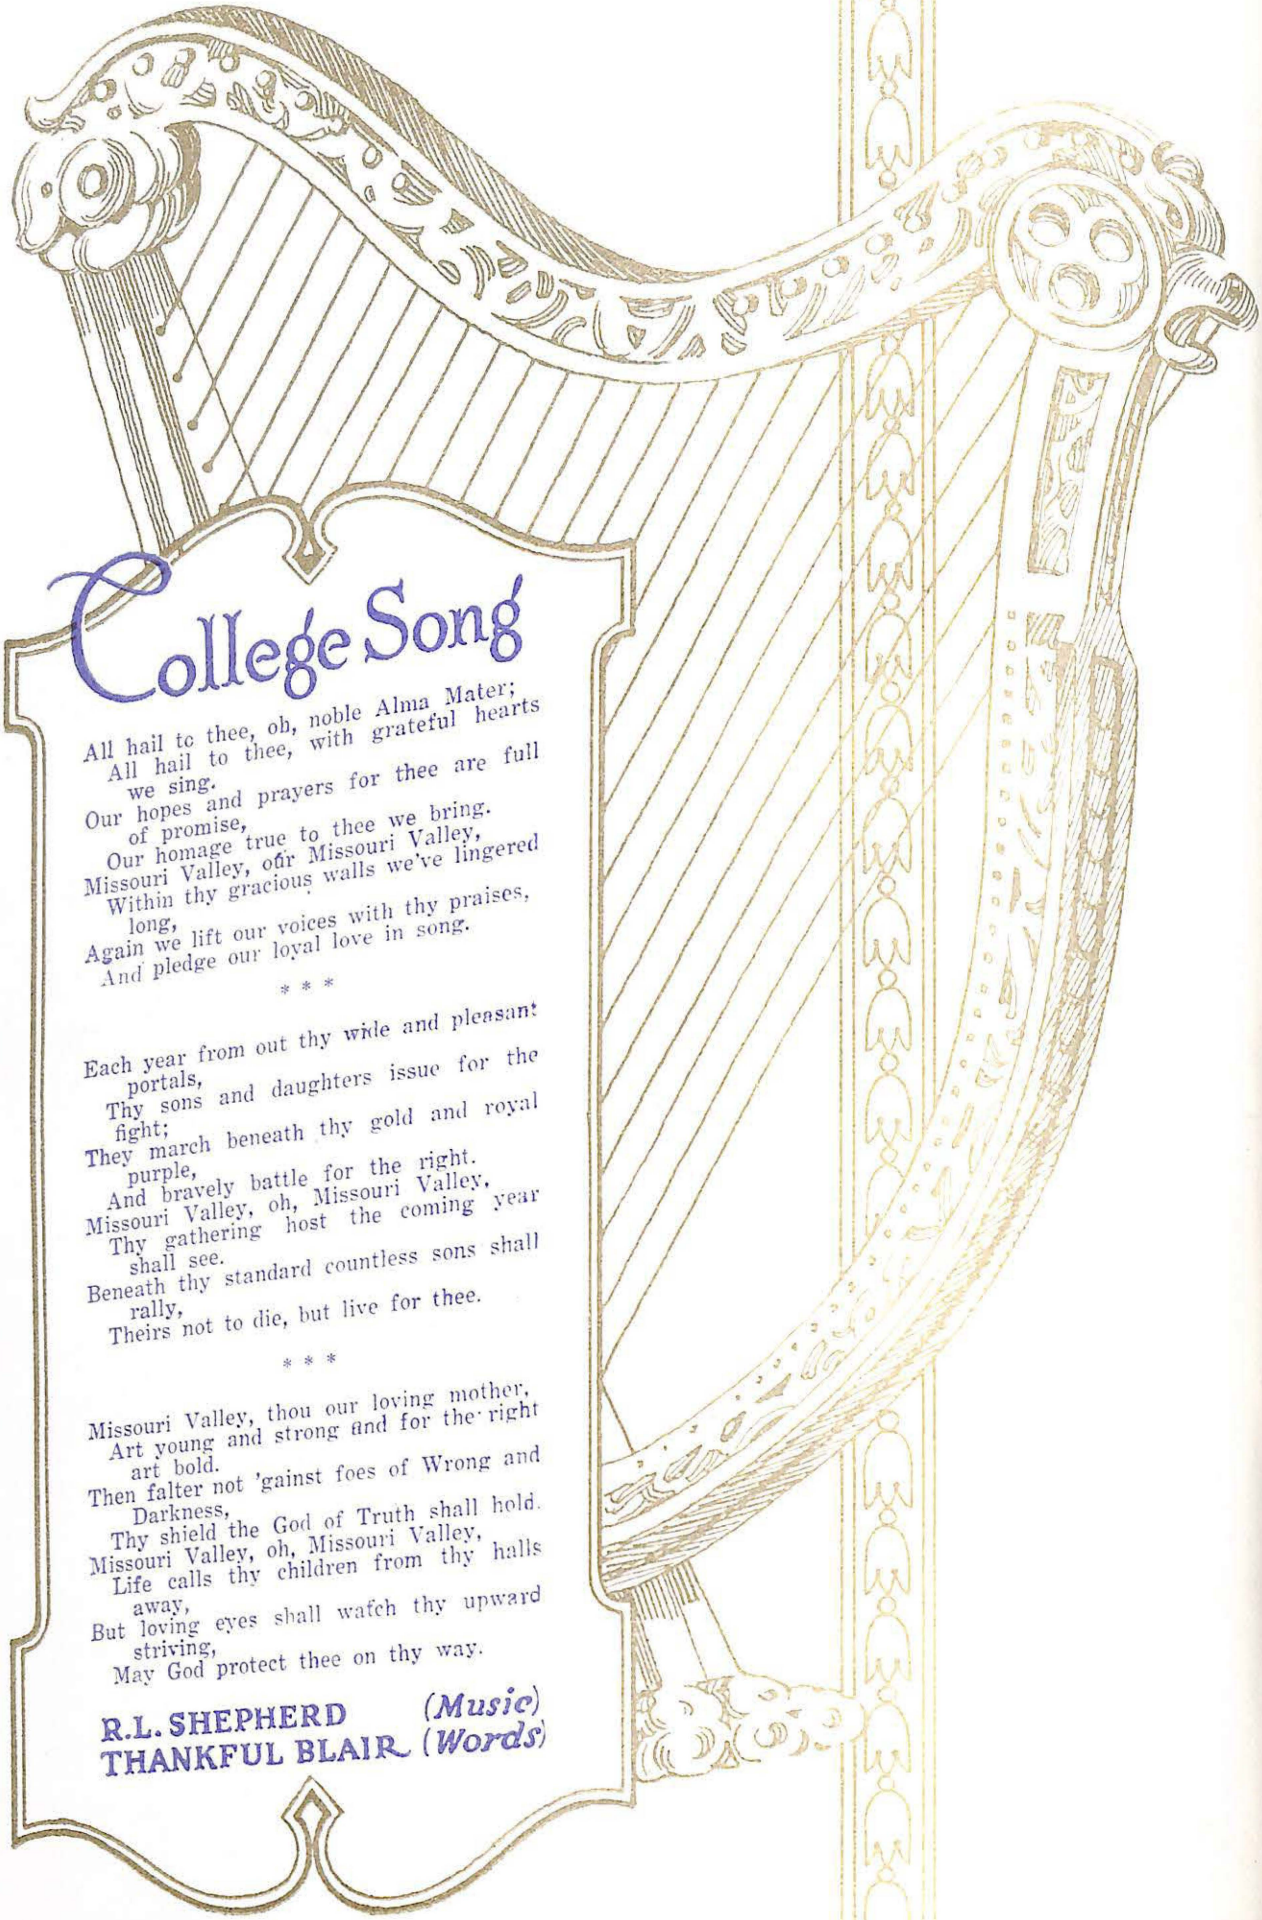 College Song
All hail to thee, oh, noble Alma Mater;
All hail to thee, with grateful hearts
we sing.
Our hopes and prayers for thee are full
of promise,
Our homage true to thee we bring.
Missouri Valley, our Missouri Valley,
Within thy gracious walls we've lingered
long,
Again we lift our voices with thy praises,
And pledge our loyal love in song.
* * *
Each year from out thy wide and pleasant
portals,
Thy sons and daughters issue for the
fight;
They march beneath thy gold and royal
purple,
And bravely battle for the right.
Missouri Valley, oh, Missouri Valley,
Thy gathering host the coming year
shall see.
Beneath thy standard countless sons shall
rally,
Theirs not to die, but live for thee.
* * *
Missouri Valley, thou our loving mother,
Art young and strong and for the right
art bold.
Then falter not 'gainst foes of Wrong and
Darkness,
Thy shield the God of Truth shall hold.
Missouri Valley, oh, Missouri Valley,
Life calls thy children from thy halls
away,
But loving eyes shall watch thy upward
striving,
May God protect thee on thy way.
R.L. SHEPHERD (Music)
THANKFUL BLAIR (Words)